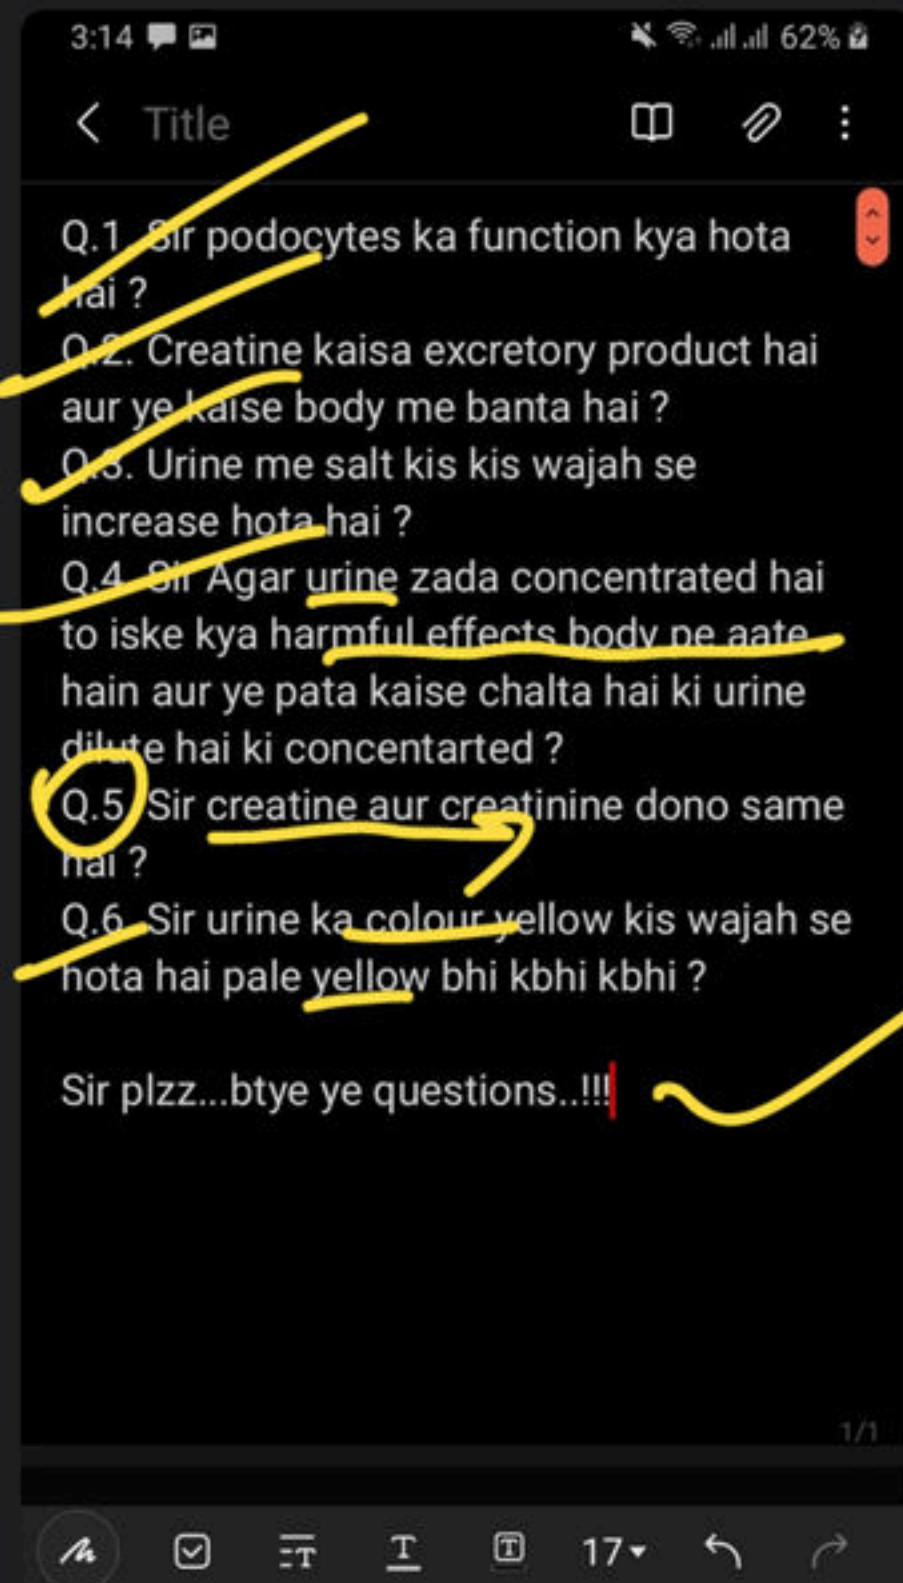 3:14 62%
Title
Q.1. Sir podocytes ka function kya hota
hai ?
Q.2. Creatine kaisa excretory product hai
aur ye kaise body me banta hai ?
Q.3. Urine me salt kis kis wajah se
increase hota hai ?
Q.4. Sir Agar urine zada concentrated hai
to iske kya harmful effects body pe aate
hain aur ye pata kaise chalta hai ki urine
dilute hai ki concentarted ?
Q.5. Sir creatine aur creatinine dono same
hai ?
Q.6. Sir urine ka colour yellow kis wajah se
hota hai pale yellow bhi kbhi kbhi ?
Sir plzz...btye ye questions..!!!
1/1
17